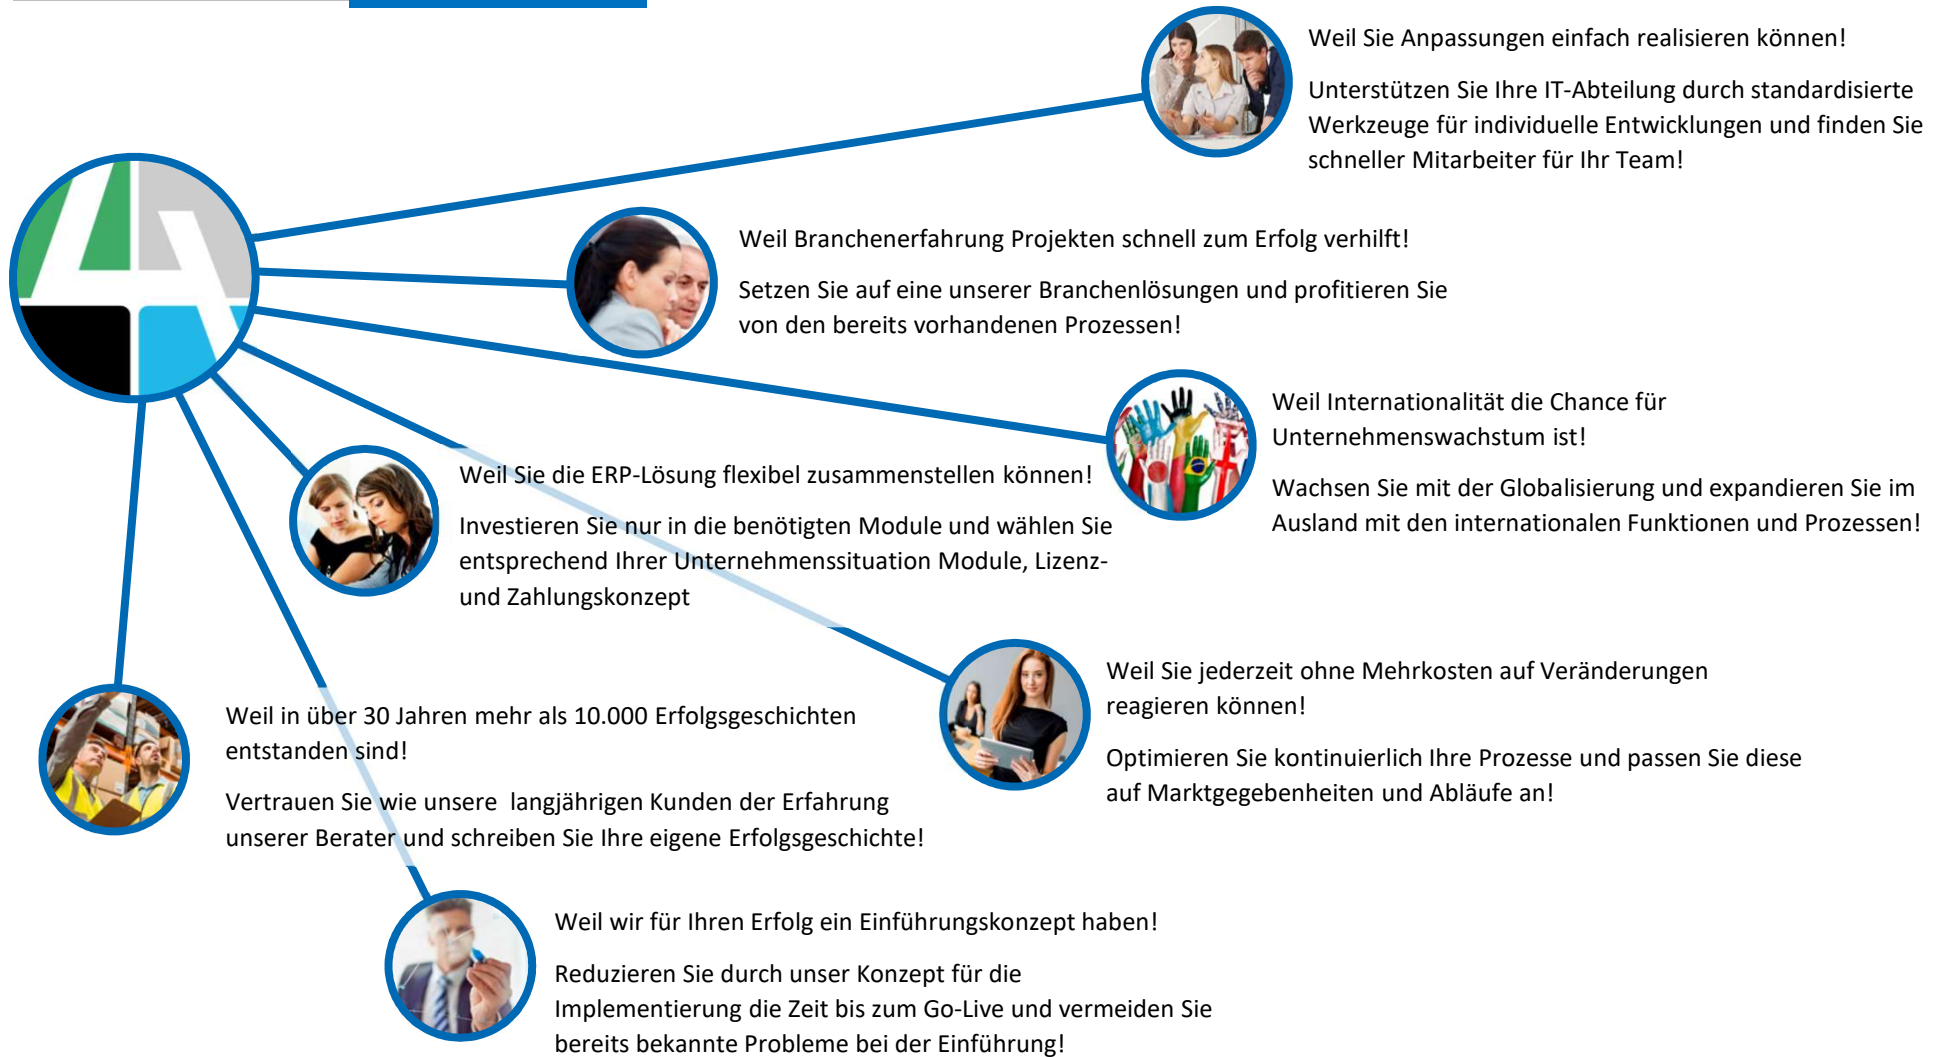 Weil Sie Anpassungen einfach realisieren können!
Unterstützen Sie Ihre IT-Abteilung durch standardisierte
Werkzeuge für individuelle Entwicklungen und finden Sie
schneller Mitarbeiter für Ihr Team!
Weil Branchenerfahrung Projekten schnell zum Erfolg verhilft!
Setzen Sie auf eine unserer Branchenlösungen und profitieren Sie
von den bereits vorhandenen Prozessen!
Weil Internationalität die Chance für
Unternehmenswachstum ist!
Wachsen Sie mit der Globalisierung und expandieren Sie im
Ausland mit den internationalen Funktionen und Prozessen!
Weil Sie die ERP-Lösung flexibel zusammenstellen können!
Investieren Sie nur in die benötigten Module und wählen Sie
entsprechend Ihrer Unternehmenssituation Module, Lizenz-
und Zahlungskonzept
Weil Sie jederzeit ohne Mehrkosten auf Veränderungen
reagieren können!
Optimieren Sie kontinuierlich Ihre Prozesse und passen Sie diese
auf Marktgegebenheiten und Abläufe an!
Weil in über 30 Jahren mehr als 10.000 Erfolgsgeschichten
entstanden sind!
Vertrauen Sie wie unsere  langjährigen Kunden der Erfahrung
unserer Berater und schreiben Sie Ihre eigene Erfolgsgeschichte!
Weil wir für Ihren Erfolg ein Einführungskonzept haben!
Reduzieren Sie durch unser Konzept für die
Implementierung die Zeit bis zum Go-Live und vermeiden Sie
bereits bekannte Probleme bei der Einführung!